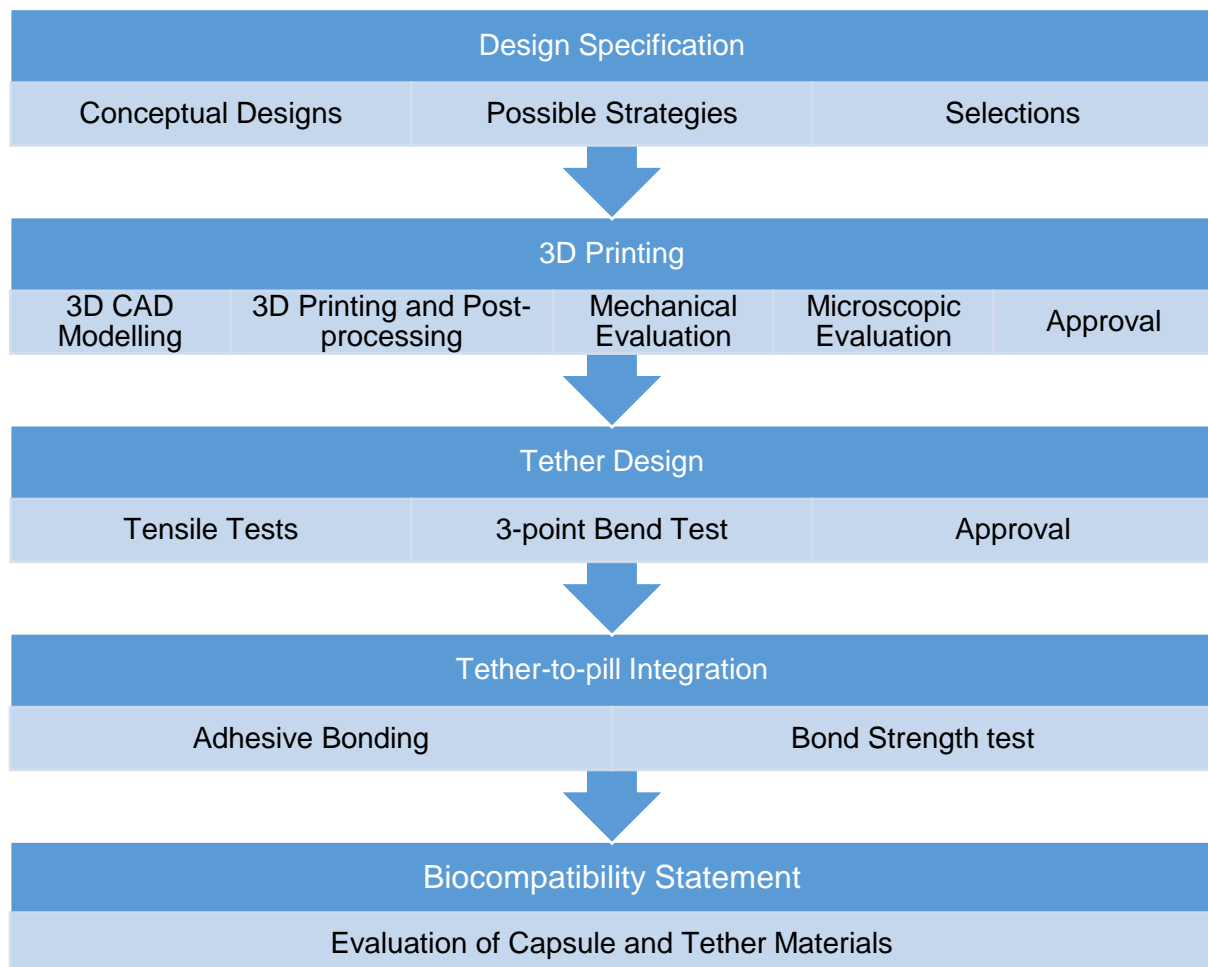 Design Specification
Conceptual Designs
Possible Strategies
Selections
3D Printing
3D CAD
Modelling
3D Printing and Post-
processing
Mechanical
Evaluation
Microscopic
Evaluation
Approval
Tether Design
Tensile Tests
3-point Bend Test
Approval
Tether-to-pill Integration
Adhesive Bonding
Bond Strength test
Biocompatibility Statement
Evaluation of Capsule and Tether Materials